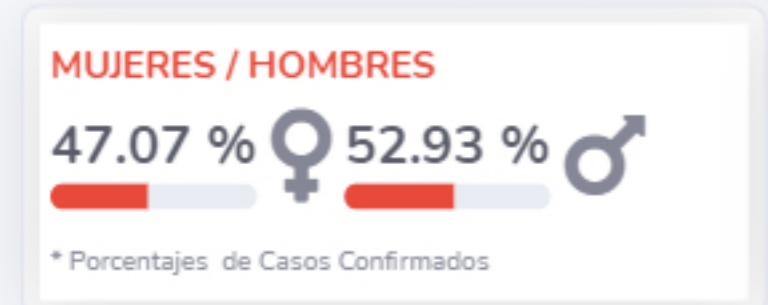 MUJERES / HOMBRES
47.07 % 52.93 %
* Porcentajes de Casos Confirmados